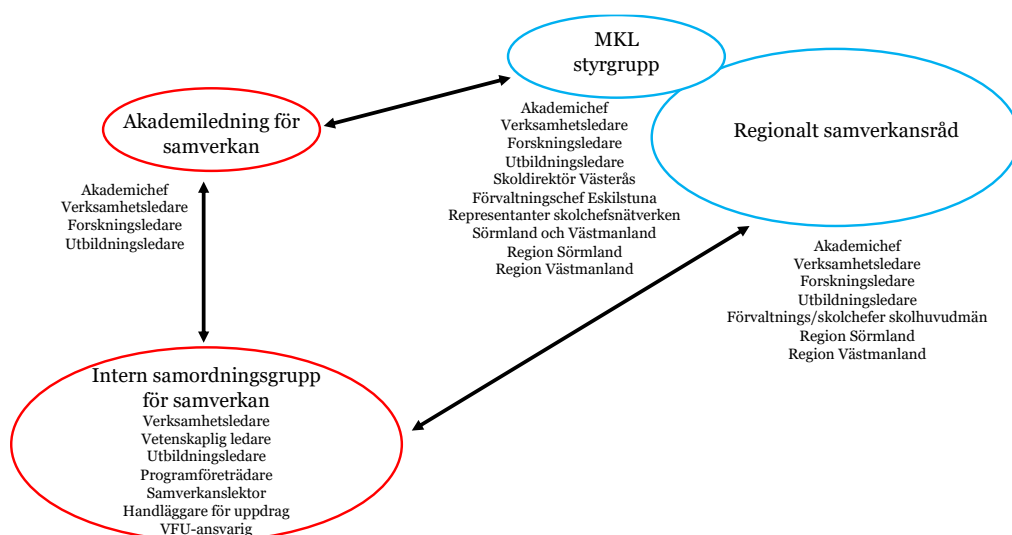 MKL
styrgrupp
Akademiledning för
samverkan
Regionalt samverkansråd
Akademichef
Verksamhetsledare
Forskningsledare
Utbildningsledare
Akademichef
Verksamhetsledare
Forskningsledare
Utbildningsledare
Skoldirektör Västerås
Förvaltningschef Eskilstuna
Representanter skolchefsnätverken
Sörmland och Västmanland
Region Sörmland
Region Västmanland
Akademichef
Verksamhetsledare
Forskningsledare
Utbildningsledare
Förvaltnings/skolchefer skolhuvudmän
Region Sörmland
Region Västmanland
Intern samordningsgrupp
för samverkan
Verksamhetsledare
Vetenskaplig ledare
Utbildningsledare
Programföreträdare
Samverkanslektor
Handläggare för uppdrag
VFU-ansvarig